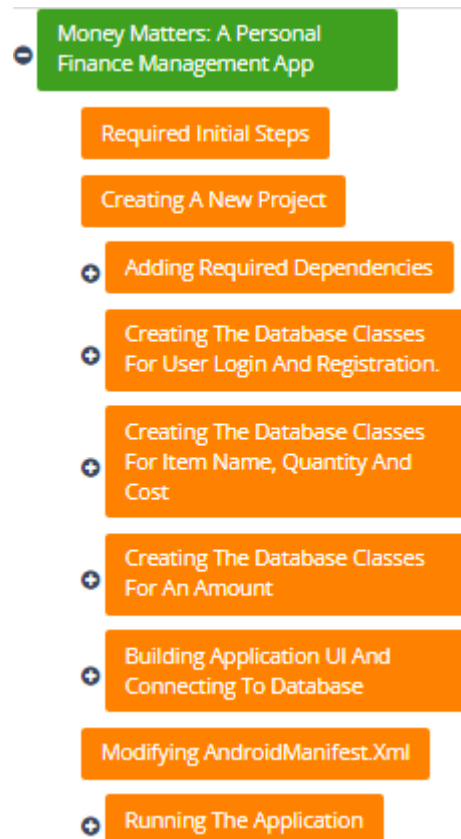 Money Matters: A Personal
Finance Management App
Required Initial Steps
Creating A New Project
Adding Required Dependencies
Creating The Database Classes
For User Login And Registration.
Creating The Database Classes
For Item Name, Quantity And
Cost
Creating The Database Classes
For An Amount
Building Application UI And
Connecting To Database
Modifying AndroidManifest.Xml
Running The Application